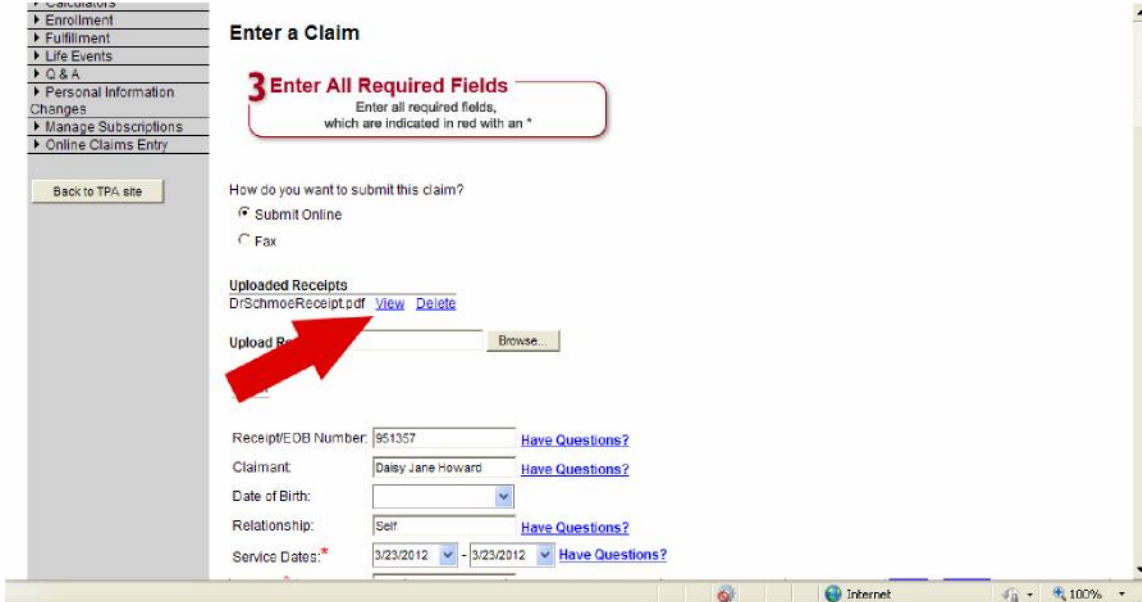 Calculators
Enrollment
Fulfillment
Life Events
Q & A
Personal Information
Changes
Manage Subscriptions
Online Claims Entry
Back to TPA site
Enter a Claim
3 Enter All Required Fields
Enter all required fields,
which are indicated in red with an *
How do you want to submit this claim?
Submit Online
Fax
Uploaded Receipts
DrSchmoeReceipt.pdf View Delete
Upload Browse...
Receipt/EOB Number: 951357 Have Questions?
Claimant: Daisy Jane Howard Have Questions?
Date of Birth:
Relationship: Self Have Questions?
Service Dates:* 3/23/2012 - 3/23/2012 Have Questions?
Internet 100%